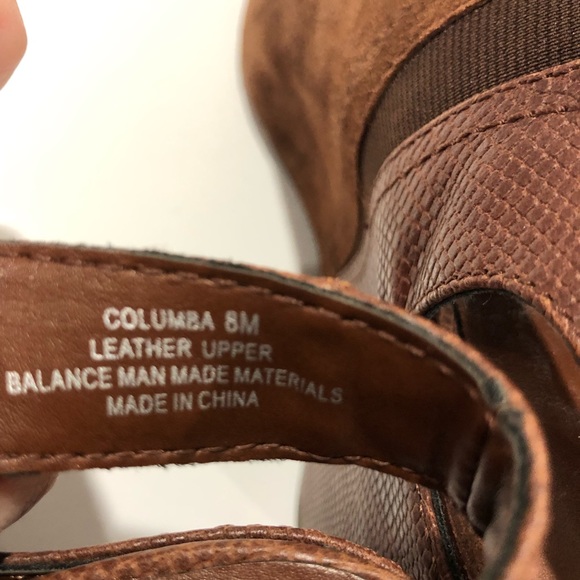 COLUMBA 8M
LEATHER UPPER
BALANCE MAN MADE MATERIALS
MADE IN CHINA